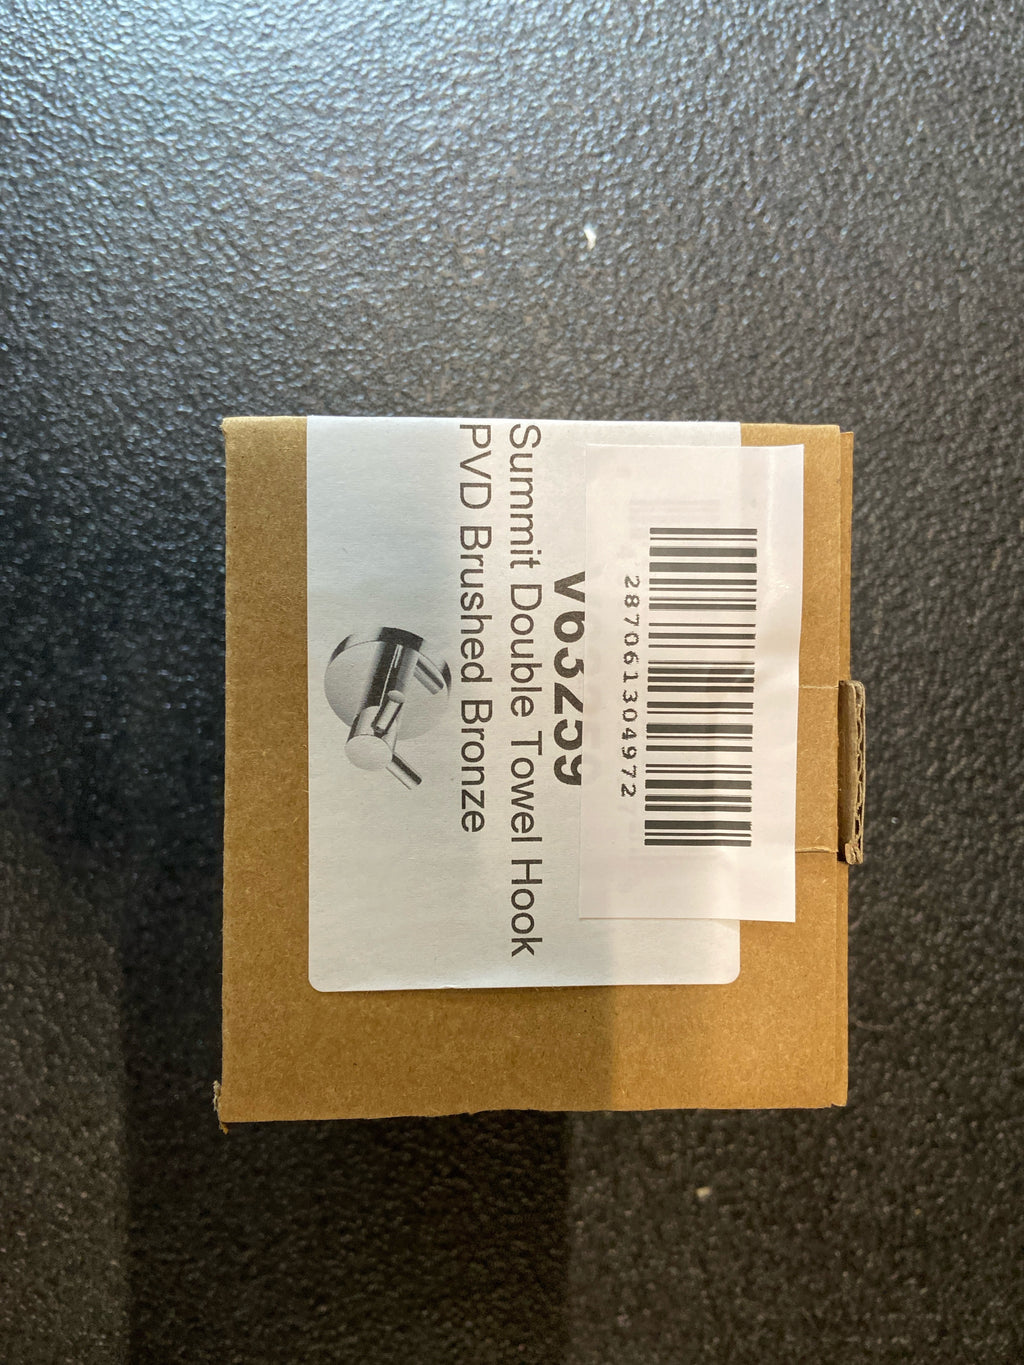 287061304972
V63259
Summit Double Towel Hook
PVD Brushed Bronze